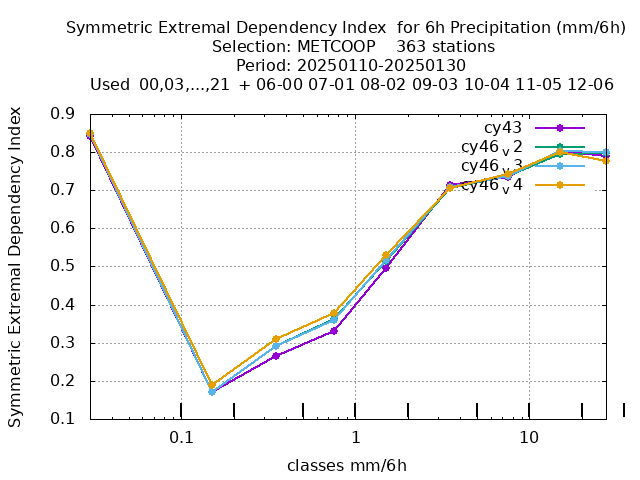 Symmetric Extremal Dependency Index  for 6h Precipitation (mm/6h)
Selection: METCOOP    363 stations
Period: 20250110-20250130
Used  00,03,...,21  + 06-00 07-01 08-02 09-03 10-04 11-05 12-06
Symmetric Extremal Dependency Index
0.9
0.8
0.7
0.6
0.5
0.4
0.3
0.2
0.1
cy43
cy46v2
cy46v3
cy46v4
0.1
1
10
classes mm/6h